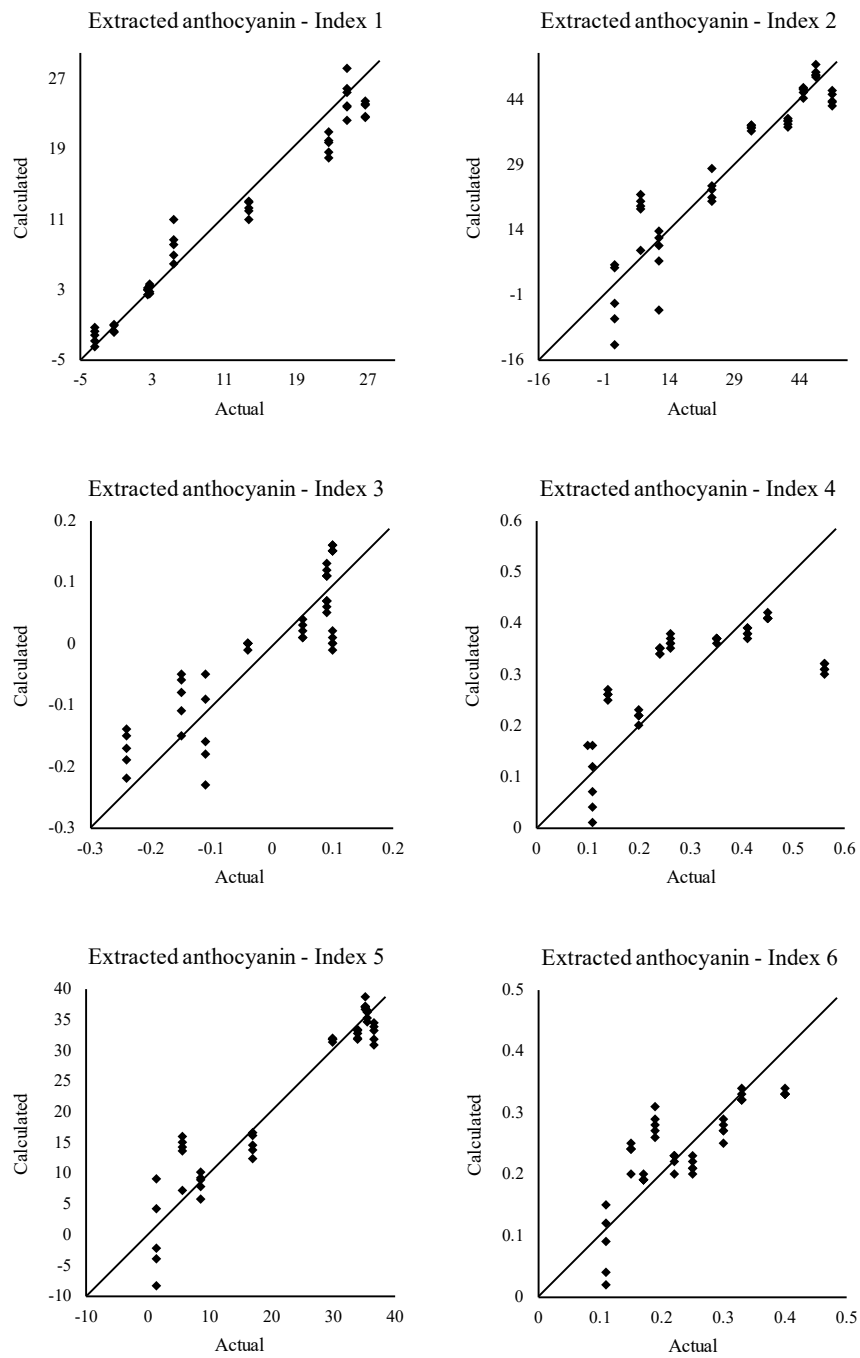 Extracted anthocyanin - Index 1
27
19
11
3
-5
-5 3 11 19 27
Calculated
Actual
Extracted anthocyanin - Index 2
44
29
14
-1
-16
-16 -1 14 29 44
Calculated
Actual
Extracted anthocyanin - Index 3
0.2
0.1
0
-0.1
-0.2
-0.3
-0.3 -0.2 -0.1 0 0.1 0.2
Calculated
Actual
Extracted anthocyanin - Index 4
0.6
0.5
0.4
0.3
0.2
0.1
0
0 0.1 0.2 0.3 0.4 0.5 0.6
Calculated
Actual
Extracted anthocyanin - Index 5
40
35
30
25
20
15
10
5
0
-5
-10
-10 0 10 20 30 40
Calculated
Actual
Extracted anthocyanin - Index 6
0.5
0.4
0.3
0.2
0.1
0
0 0.1 0.2 0.3 0.4 0.5
Calculated
Actual